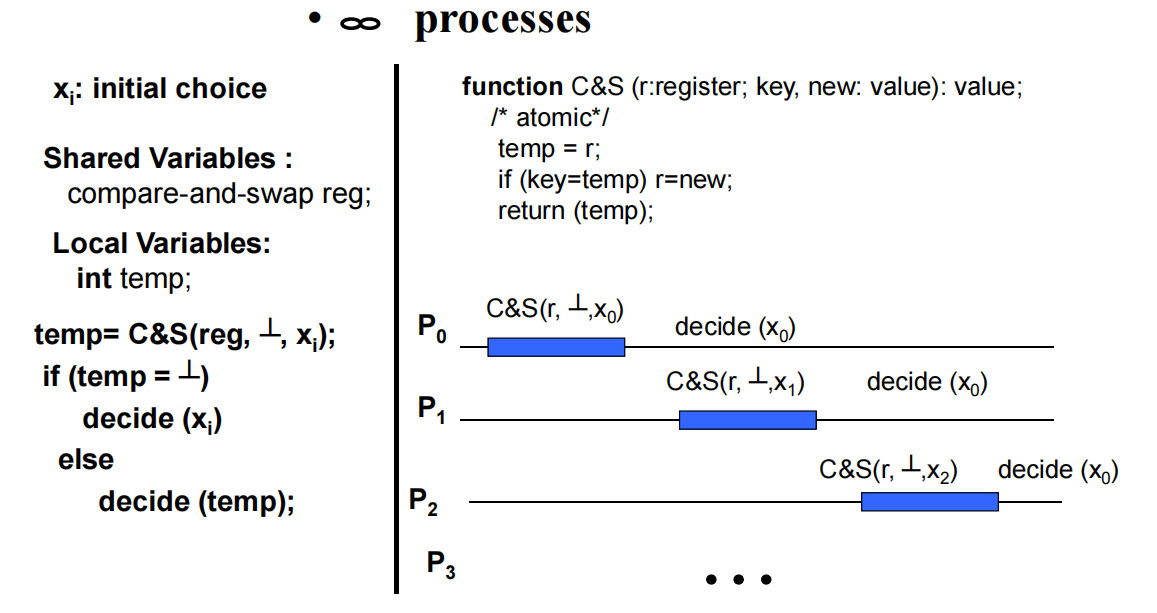 • ∞ processes
xᵢ: initial choice
Shared Variables :
compare-and-swap reg;
Local Variables:
int temp;
temp= C&S(reg, ⊥, xᵢ);
if (temp = ⊥)
decide (xᵢ)
else
decide (temp);
function C&S (r:register; key, new: value): value;
/* atomic*/
temp = r;
if (key=temp) r=new;
return (temp);
C&S(r, ⊥,x₀)
P₀
decide (x₀)
C&S(r, ⊥,x₁)
decide (x₀)
P₁
C&S(r, ⊥,x₂)
decide (x₀)
P₂
P₃
• • •